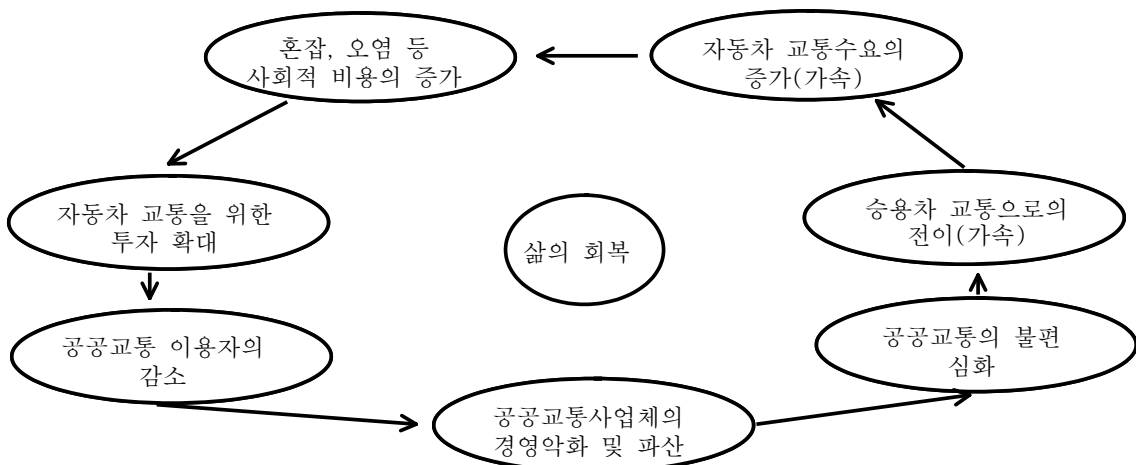 혼잡, 오염 등
사회적 비용의 증가
자동차 교통수요의
증가(가속)
자동차 교통을 위한
투자 확대
삶의 회복
승용차 교통으로의
전이(가속)
공공교통 이용자의
감소
공공교통의 불편
심화
공공교통사업체의
경영악화 및 파산